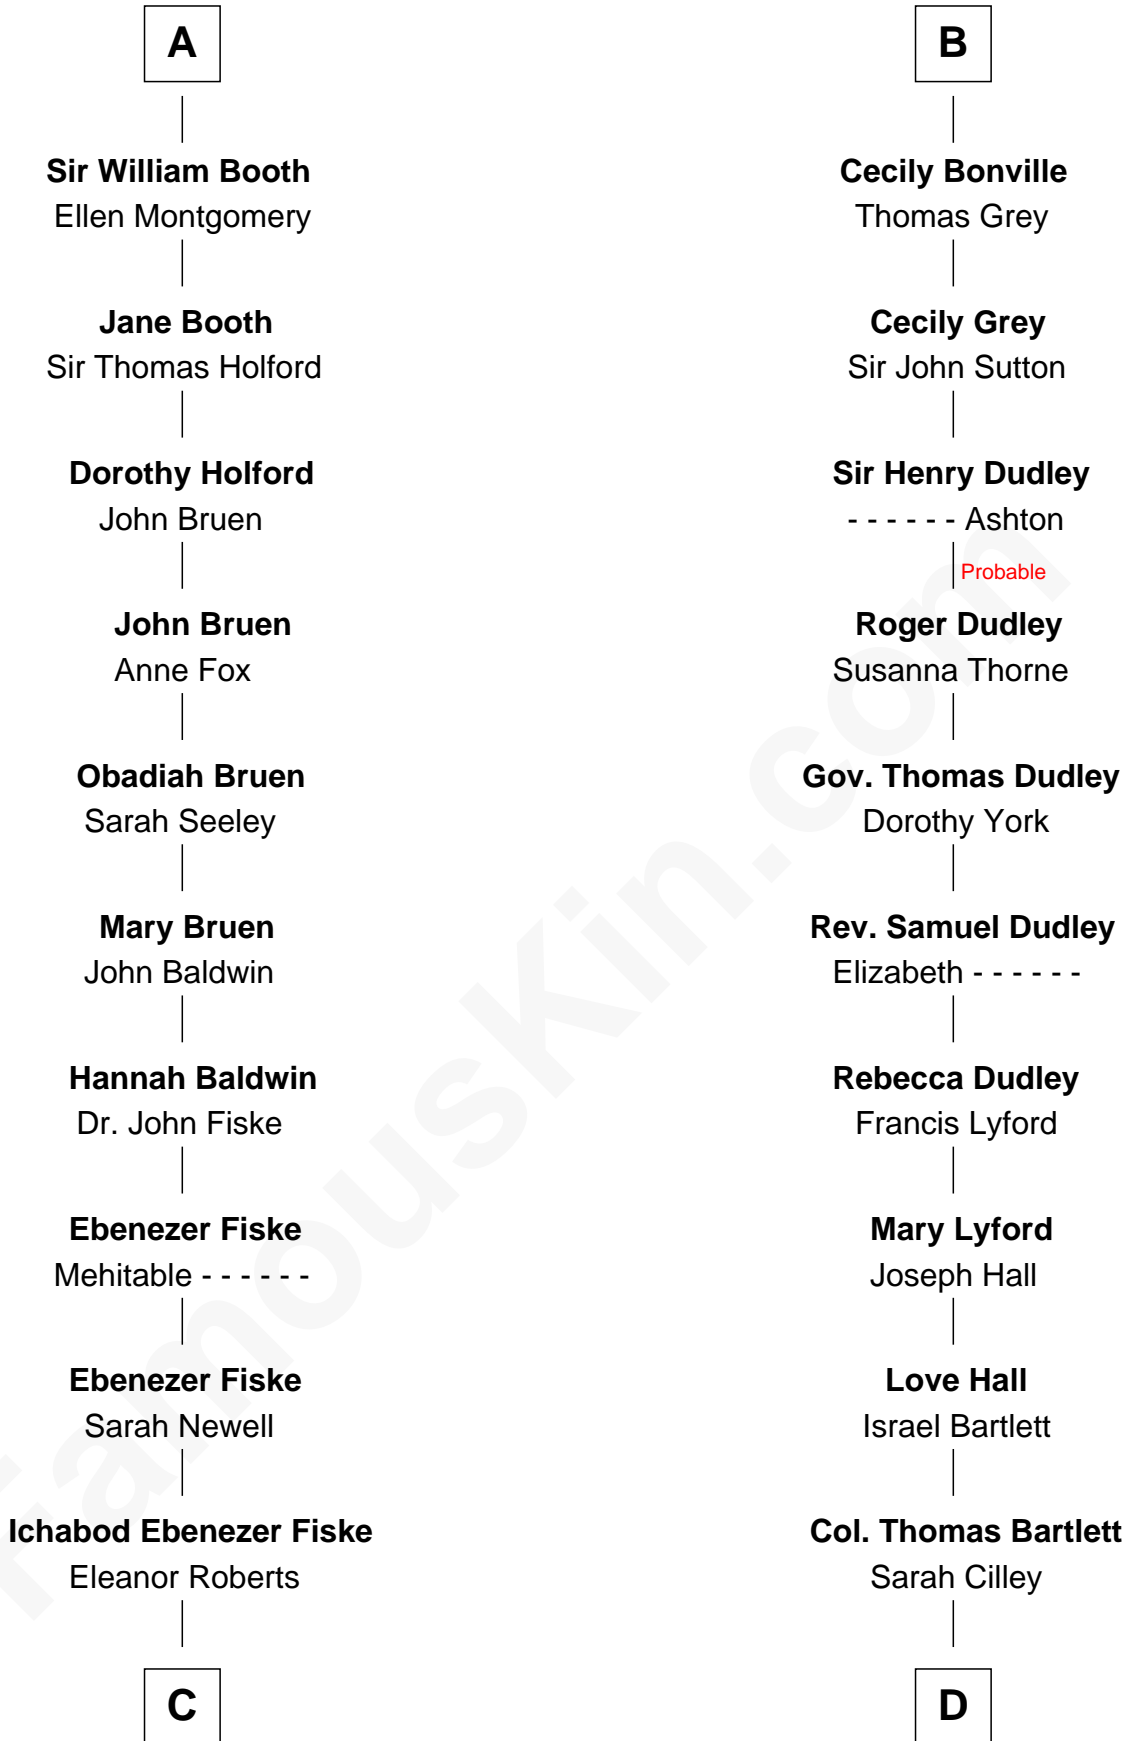 A
Sir William Booth
Ellen Montgomery
Jane Booth
Sir Thomas Holford
Dorothy Holford
John Bruen
John Bruen
Anne Fox
Obadiah Bruen
Sarah Seeley
Mary Bruen
John Baldwin
Hannah Baldwin
Dr. John Fiske
Ebenezer Fiske
Mehitable - - - - - -
Ebenezer Fiske
Sarah Newell
Ichabod Ebenezer Fiske
Eleanor Roberts
C
B
Cecily Bonville
Thomas Grey
Cecily Grey
Sir John Sutton
Sir Henry Dudley
- - - - - - Ashton
Probable
Roger Dudley
Susanna Thorne
Gov. Thomas Dudley
Dorothy York
Rev. Samuel Dudley
Elizabeth - - - - - -
Rebecca Dudley
Francis Lyford
Mary Lyford
Joseph Hall
Love Hall
Israel Bartlett
Col. Thomas Bartlett
Sarah Cilley
D
FamousKin.com